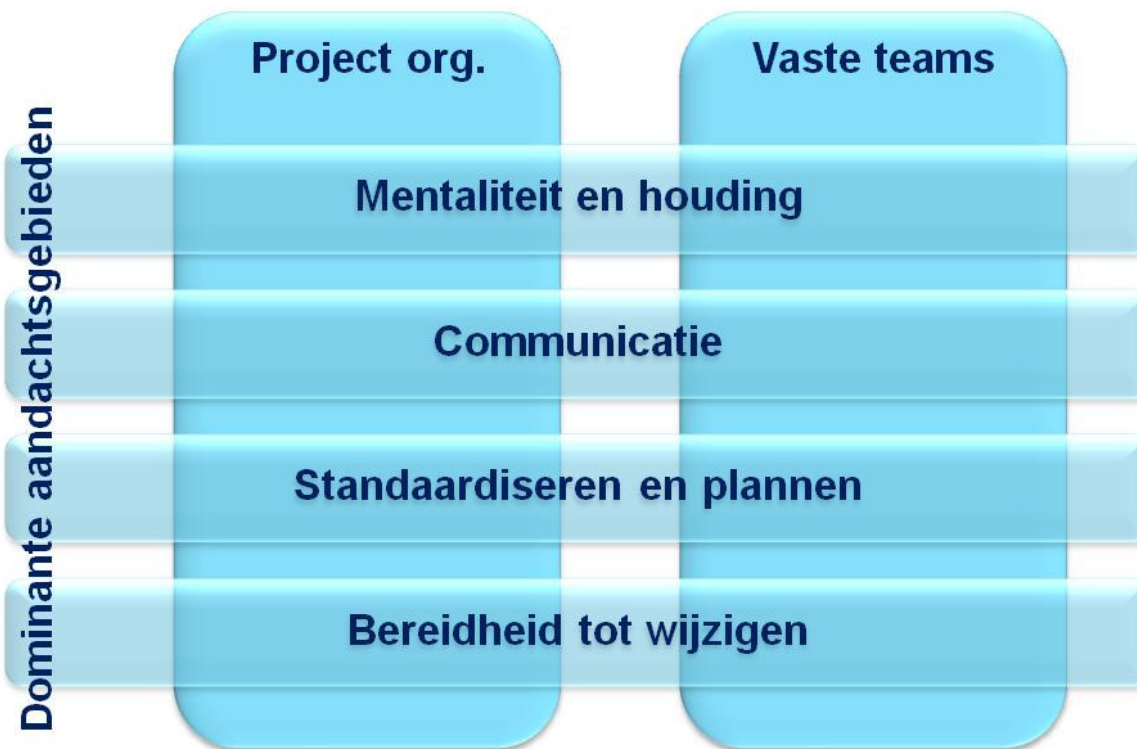 Project org.
Vaste teams
Dominante aandachtsgebieden
Mentaliteit en houding
Communicatie
Standaardiseren en plannen
Bereidheid tot wijzigen